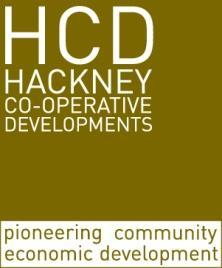 HCD
HACKNEY
CO-OPERATIVE
DEVELOPMENTS
pioneering community
economic development